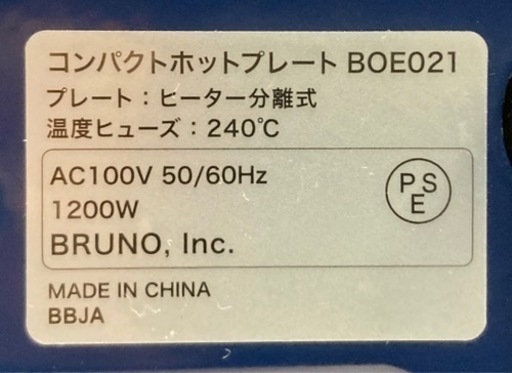 コンパクトホットプレート BOE021
プレート：ヒーター分離式
温度ヒューズ：240℃
AC100V 50/60Hz
1200W
PSE
BRUNO, Inc.
MADE IN CHINA
BBJA